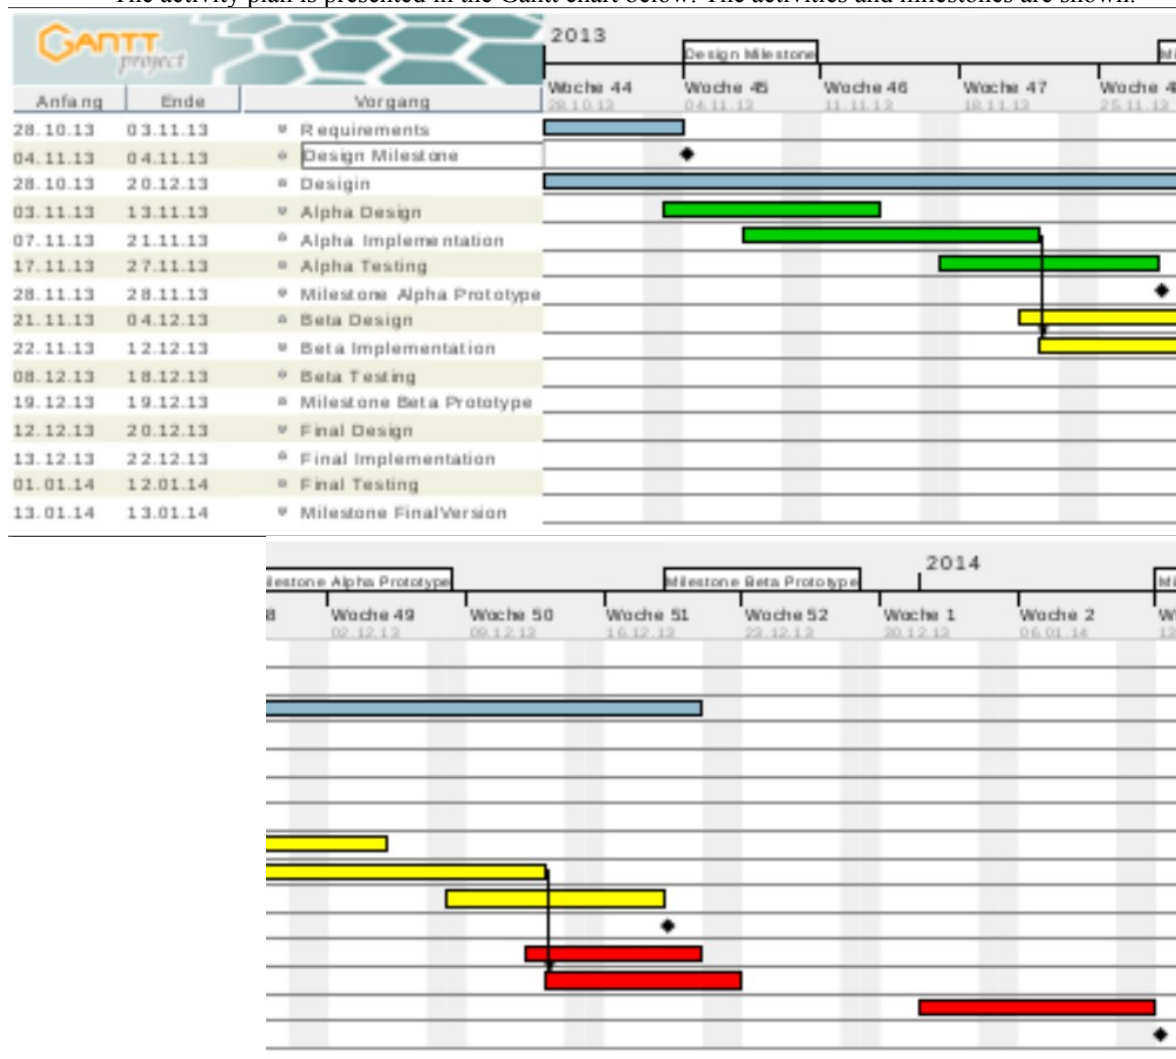 The activity plan is presented in the Gantt chart below. The activities and milestones are shown.
GANTT
project
2013
Design Milestone
Mi
Woche 44
Woche 45
Woche 46
Woche 47
Woche 4
28.10.13
04.11.13
11.11.13
18.11.13
25.11.13
Anfang Ende Vorgang
28.10.13 03.11.13 Requirements
04.11.13 04.11.13 Design Milestone
28.10.13 20.12.13 Desigin
03.11.13 13.11.13 Alpha Design
07.11.13 21.11.13 Alpha Implementation
17.11.13 27.11.13 Alpha Testing
28.11.13 28.11.13 Milestone Alpha Prototype
21.11.13 04.12.13 Beta Design
22.11.13 12.12.13 Beta Implementation
08.12.13 18.12.13 Beta Testing
19.12.13 19.12.13 Milestone Beta Prototype
12.12.13 20.12.13 Final Design
13.12.13 22.12.13 Final Implementation
01.01.14 12.01.14 Final Testing
13.01.14 13.01.14 Milestone FinalVersion
2014
ilestone Alpha Prototype
Milestone Beta Prototype
Mi
8
Woche 49
Woche 50
Woche 51
Woche 52
Woche 1
Woche 2
W
02.12.13
09.12.13
16.12.13
23.12.13
30.12.13
06.01.14
13